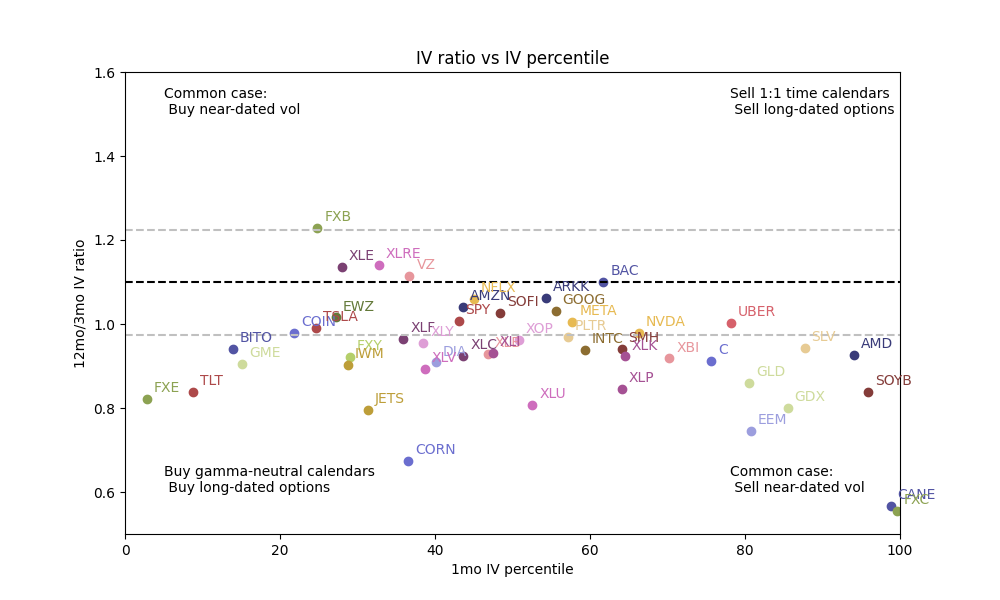 IV ratio vs IV percentile
1.6
Common case:
Buy near-dated vol
Sell 1:1 time calendars
Sell long-dated options
1.4
FXB
1.2
XLE
XLRE
VZ
BAC
12mo/3mo IV ratio
NFLX
ARKK
AMZN
SOFI
GOOG
EWZ
SPY
META
UBER
TSLA
COIN
PLTR
NVDA
1.0
XLF
XLY
XOP
BITO
GME
FXY
IWM
DIA
XLV
XLC
XLI
INTC
SMH
XLK
XBI
C
SLV
AMD
FXE
TLT
XLP
GLD
SOYB
0.8
JETS
XLU
GDX
EEM
CORN
Buy gamma-neutral calendars
Buy long-dated options
Common case:
Sell near-dated vol
0.6
CANE
FXC
0
20
40
60
80
100
1mo IV percentile